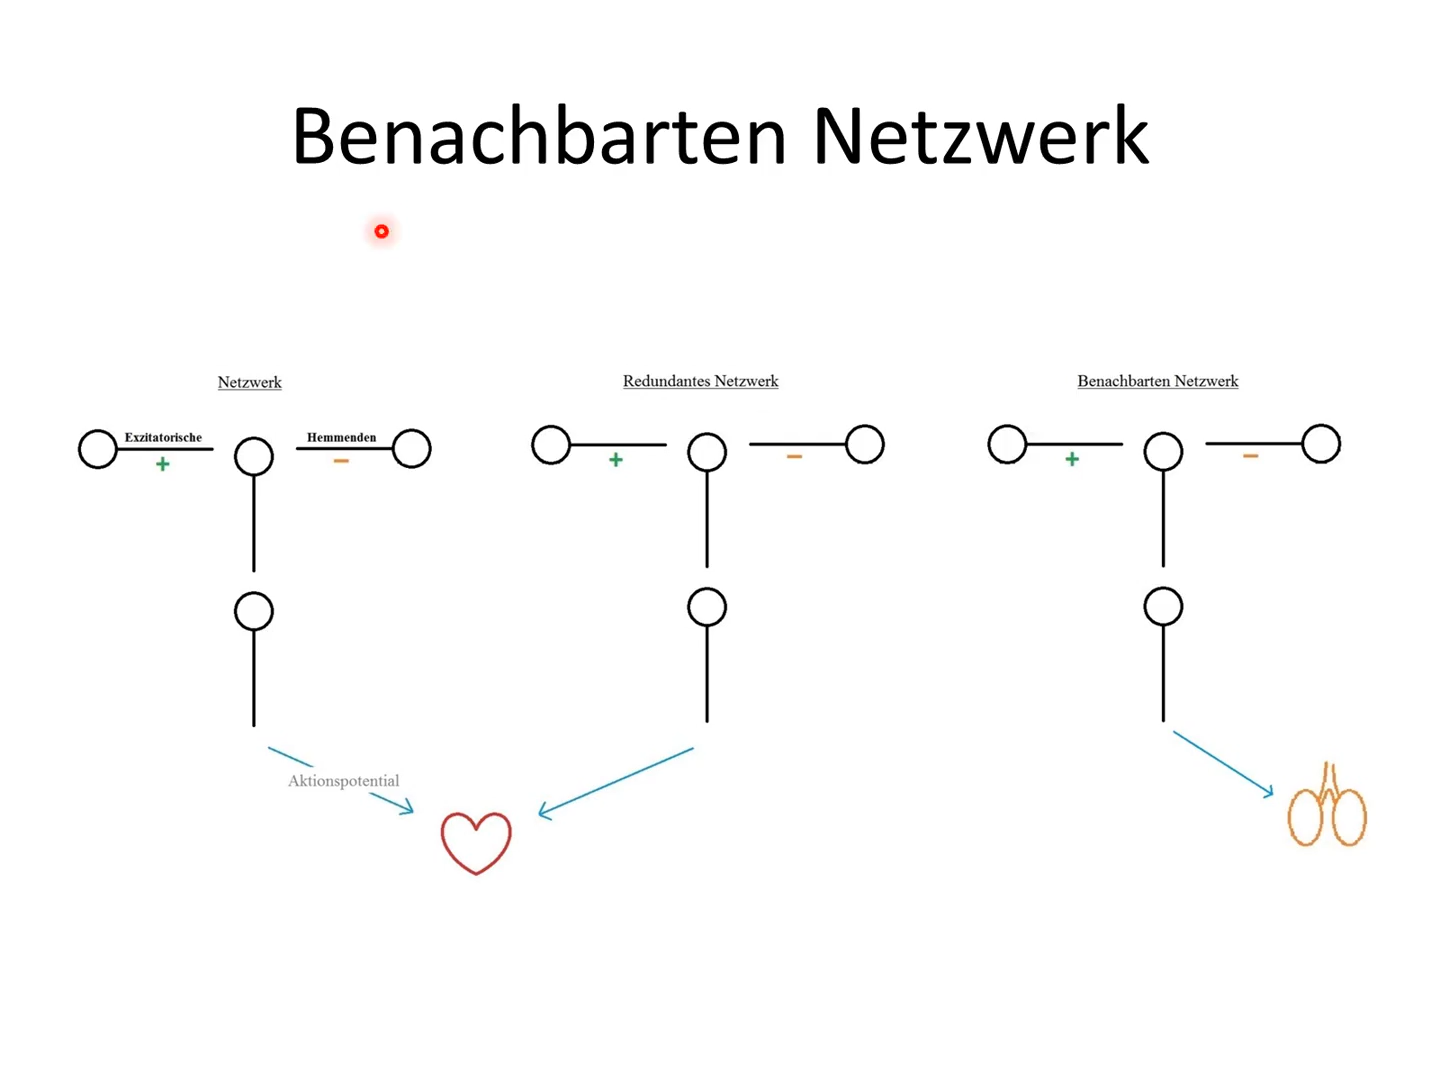 Benachbarten Netzwerk
Netzwerk
Redundantes Netzwerk
Benachbarten Netzwerk
Exzitatorische
Hemmenden
+
−
+
−
+
−
Aktionspotential